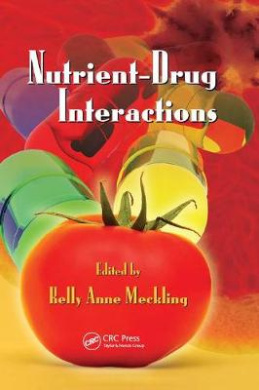 Nutrient-Drug
Interactions
Edited by
Kelly Anne Meckling
CRC Press
Taylor & Francis Group